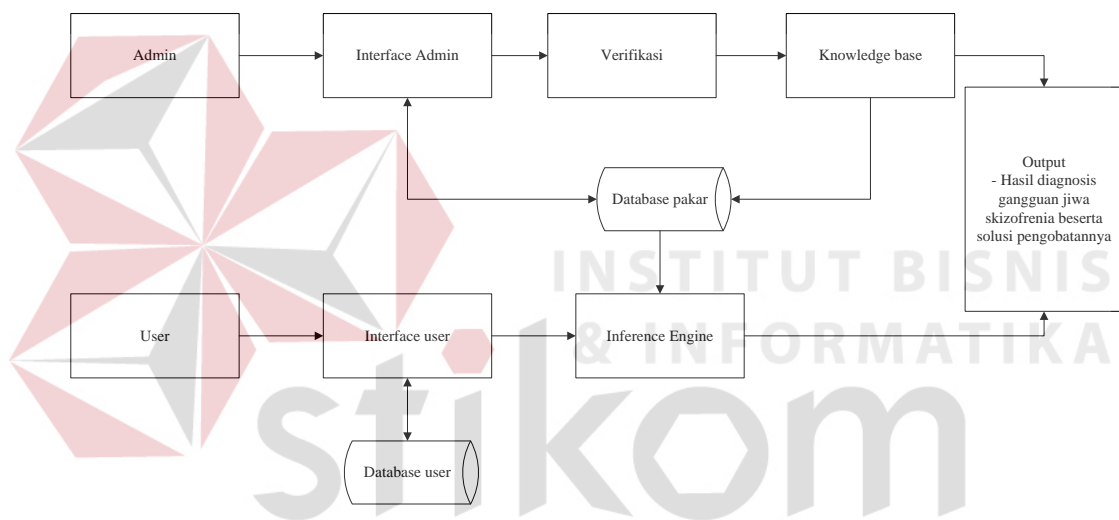 Admin
Interface Admin
Verifikasi
Knowledge base
Output
- Hasil diagnosis
gangguan jiwa
skizofrenia beserta
solusi pengobatannya
Database pakar
User
Interface user
Inference Engine
Database user
INSTITUT BISNIS
& INFORMATIKA
stikom